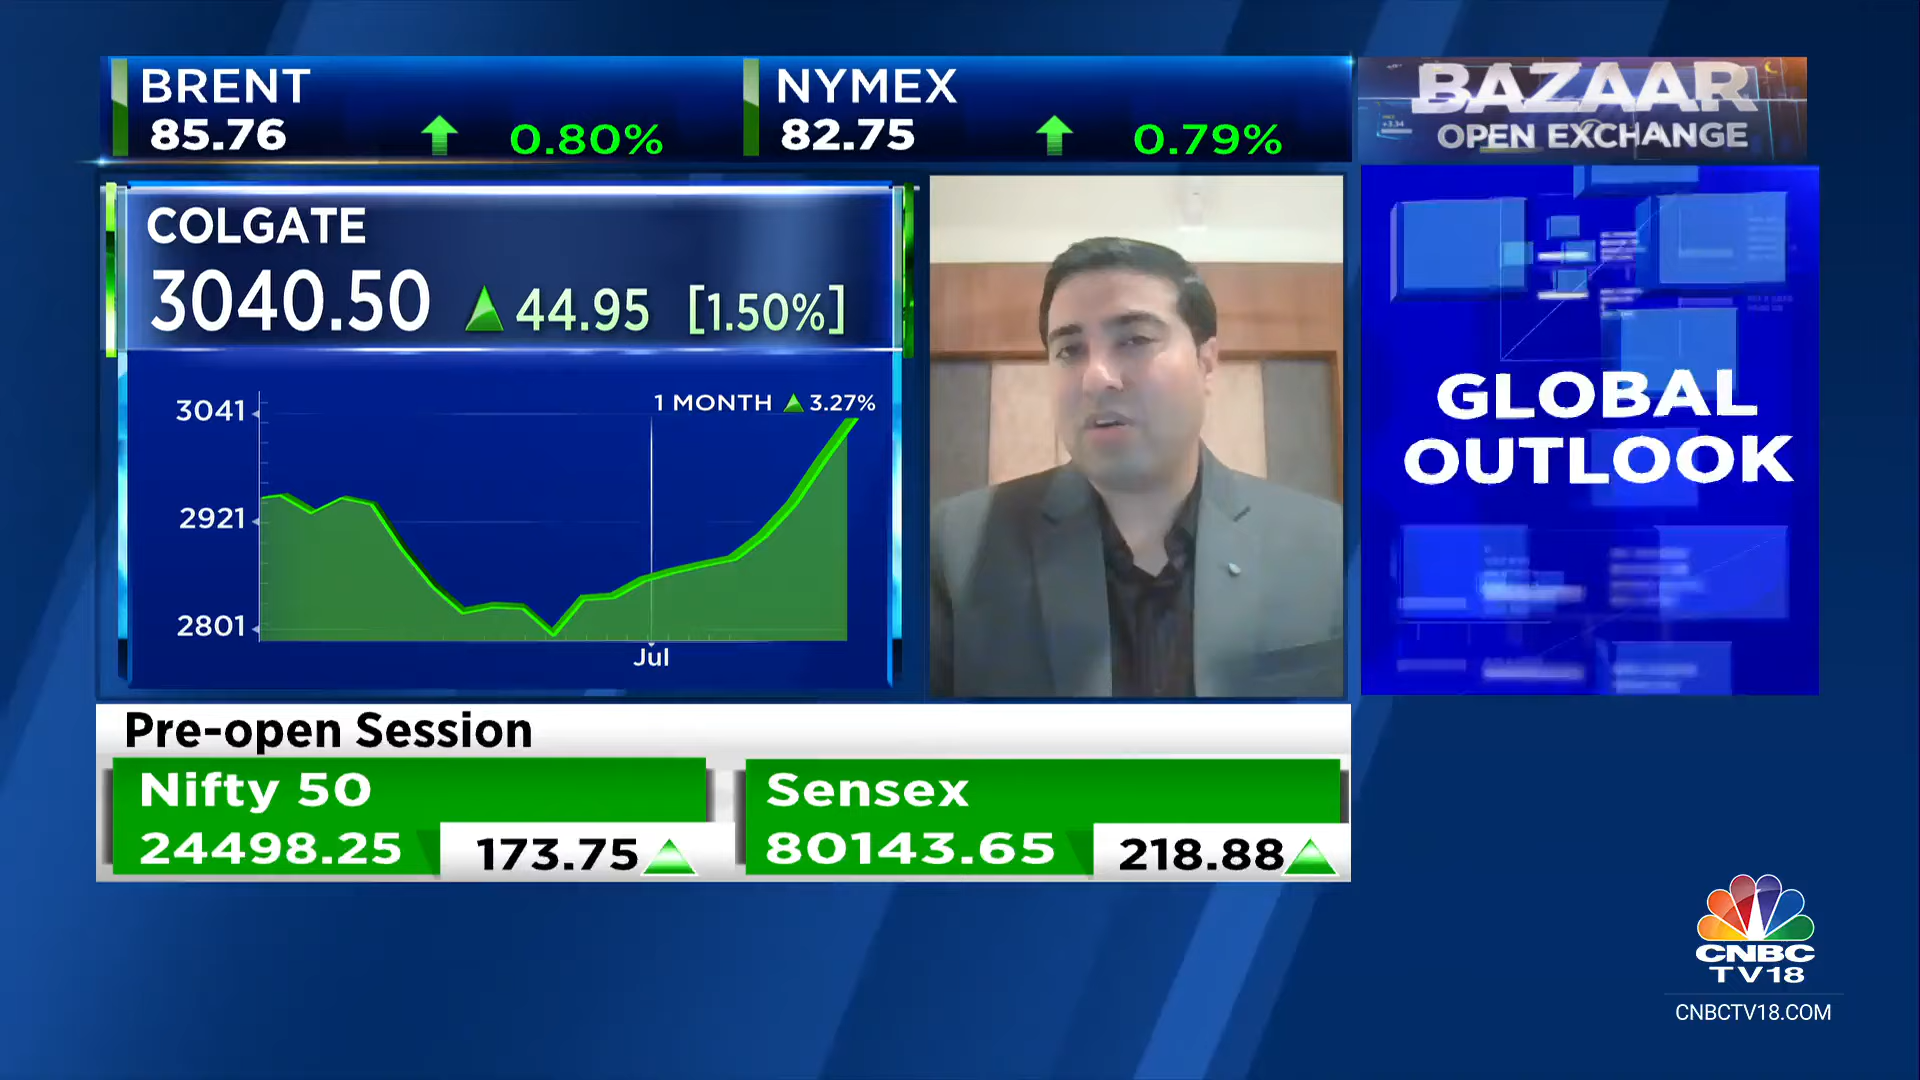 BRENT
85.76 0.80%
NYMEX
82.75 0.79%
BAZAAR
OPEN EXCHANGE
COLGATE
3040.50 44.95 [1.50%]
1 MONTH 3.27%
3041
2921
2801
Jul
GLOBAL
OUTLOOK
Pre-open Session
Nifty 50
24498.25 173.75
Sensex
80143.65 218.88
CNBC
TV18
CNBCTV18.COM